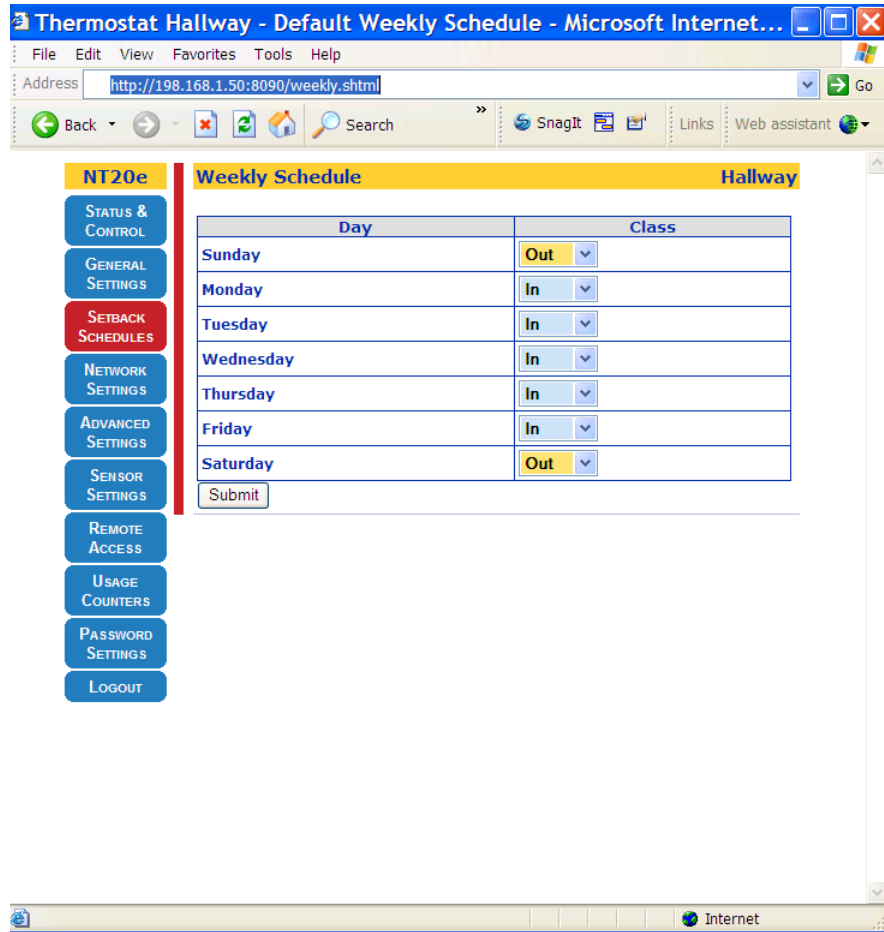 Thermostat Hallway - Default Weekly Schedule - Microsoft Internet...
File Edit View Favorites Tools Help
Address http://198.168.1.50:8090/weekly.shtml Go
Back Search » SnagIt Links Web assistant
NT20e Weekly Schedule Hallway
STATUS &
CONTROL
GENERAL
SETTINGS
SETBACK
SCHEDULES
NETWORK
SETTINGS
ADVANCED
SETTINGS
SENSOR
SETTINGS
REMOTE
ACCESS
USAGE
COUNTERS
PASSWORD
SETTINGS
LOGOUT
Day Class
Sunday Out
Monday In
Tuesday In
Wednesday In
Thursday In
Friday In
Saturday Out
Submit
Internet